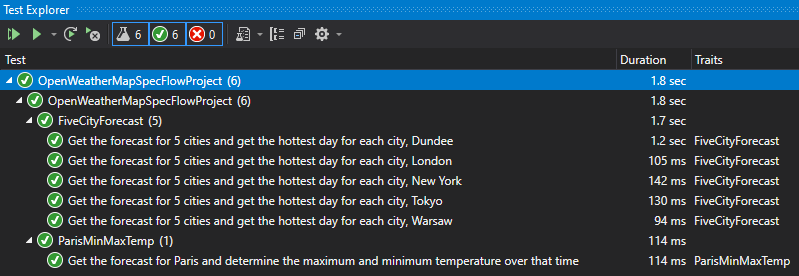 Test Explorer
6 6 0
Test Duration Traits
OpenWeatherMapSpecFlowProject (6) 1.8 sec
OpenWeatherMapSpecFlowProject (6) 1.8 sec
FiveCityForecast (5) 1.7 sec
Get the forecast for 5 cities and get the hottest day for each city, Dundee 1.2 sec FiveCityForecast
Get the forecast for 5 cities and get the hottest day for each city, London 105 ms FiveCityForecast
Get the forecast for 5 cities and get the hottest day for each city, New York 142 ms FiveCityForecast
Get the forecast for 5 cities and get the hottest day for each city, Tokyo 130 ms FiveCityForecast
Get the forecast for 5 cities and get the hottest day for each city, Warsaw 94 ms FiveCityForecast
ParisMinMaxTemp (1) 114 ms
Get the forecast for Paris and determine the maximum and minimum temperature over that time 114 ms ParisMinMaxTemp